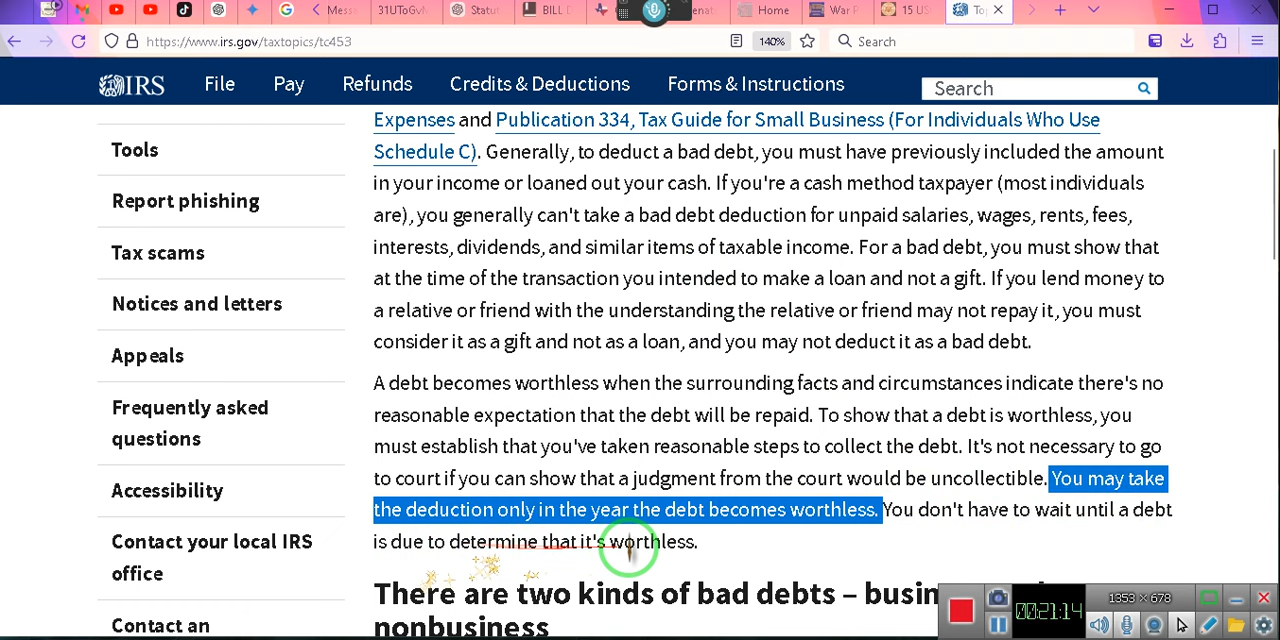 Mess
31UToGv
Statu
BILL
enat
Home
War P
15 US
Top
https://www.irs.gov/taxtopics/tc453
140%
Search
IRS
File
Pay
Refunds
Credits & Deductions
Forms & Instructions
Search
Tools
Report phishing
Tax scams
Notices and letters
Appeals
Frequently asked
questions
Accessibility
Contact your local IRS
office
Contact an
Expenses and Publication 334, Tax Guide for Small Business (For Individuals Who Use
Schedule C). Generally, to deduct a bad debt, you must have previously included the amount
in your income or loaned out your cash. If you're a cash method taxpayer (most individuals
are), you generally can't take a bad debt deduction for unpaid salaries, wages, rents, fees,
interests, dividends, and similar items of taxable income. For a bad debt, you must show that
at the time of the transaction you intended to make a loan and not a gift. If you lend money to
a relative or friend with the understanding the relative or friend may not repay it, you must
consider it as a gift and not as a loan, and you may not deduct it as a bad debt.
A debt becomes worthless when the surrounding facts and circumstances indicate there's no
reasonable expectation that the debt will be repaid. To show that a debt is worthless, you
must establish that you've taken reasonable steps to collect the debt. It's not necessary to go
to court if you can show that a judgment from the court would be uncollectible. You may take
the deduction only in the year the debt becomes worthless. You don't have to wait until a debt
is due to determine that it's worthless.
There are two kinds of bad debts – busin
nonbusiness
1353 × 678
00:21:14